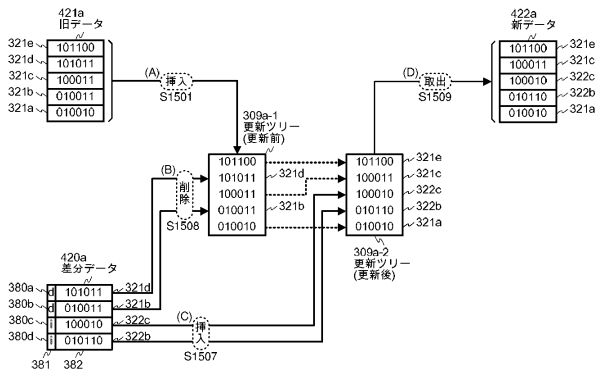 421a
旧データ
321e 101100
321d 101011
321c 100011
321b 010011
321a 010010
(A)
挿入
S1501
309a-1
更新ツリー
(更新前)
422a
新データ
101100 321e
100011 321c
100010 322c
010110 322b
010010 321a
(D)
取出
S1509
(B)
削除
S1508
101100
101011 321d
100011
010011 321b
010010
101100 321e
100011 321c
100010 322c
010110 322b
010010 321a
309a-2
更新ツリー
(更新後)
420a
差分データ
380a d 101011 321d
380b d 010011 321b
380c i 100010 322c
380d i 010110 322b
381 382
(C)
挿入
S1507